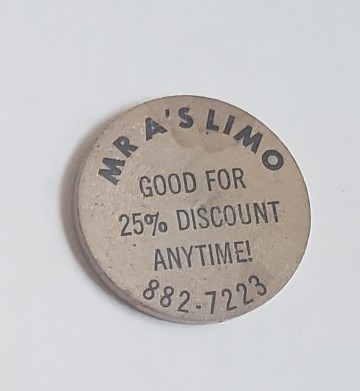 MR A'S LIMO
GOOD FOR
25% DISCOUNT
ANYTIME!
882-7223